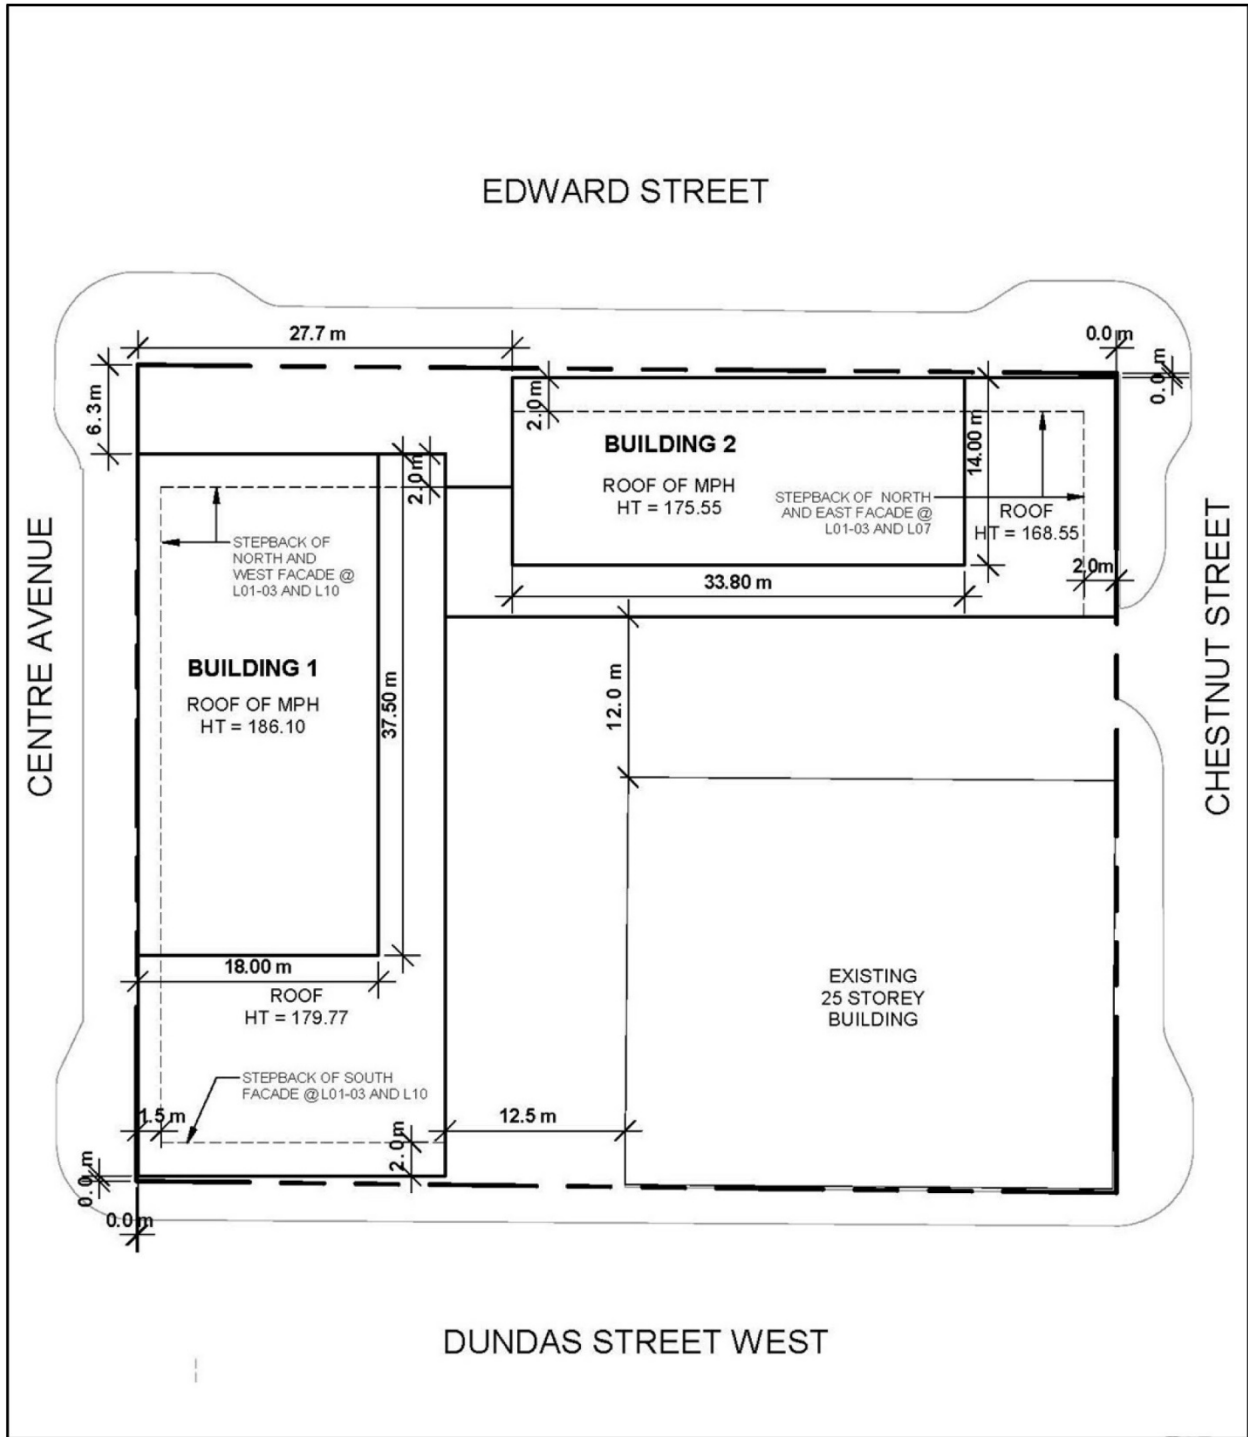 EDWARD STREET
27.7 m
0.0 m
0.0 m
6.3 m
2.0 m
14.00 m
BUILDING 2
ROOF OF MPH
HT = 175.55
STEPBACK OF NORTH
AND EAST FACADE @
L01-03 AND L07
ROOF
HT = 168.55
2.0m
2.0 m
33.80 m
STEPBACK OF
NORTH AND
WEST FACADE @
L01-03 AND L10
CENTRE AVENUE
CHESTNUT STREET
BUILDING 1
ROOF OF MPH
HT = 186.10
37.50 m
12.0 m
18.00 m
ROOF
HT = 179.77
EXISTING
25 STOREY
BUILDING
STEPBACK OF SOUTH
FACADE @L01-03 AND L10
1.5 m
12.5 m
2.0 m
0.0 m
0.0 m
DUNDAS STREET WEST